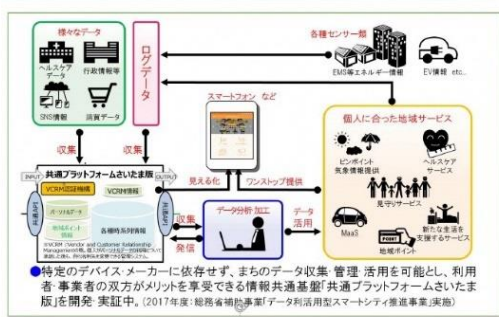 様々なデータ
ヘルスケア
データ
行政情報等
SNS情報
消費データ
ログデータ
各種センサー類
EMS等エネルギー情報
EV情報 etc..
スマートフォン など
収集
収集
見える化
ワンストップ提供
個人に合った地域サービス
ピンポイント
気象情報提供
ヘルスケア
サービス
見守りサービス
MaaS
新たな生活を
支援するサービス
POINT
地域ポイント
共通プラットフォームさいたま版
INPUT
OUTPUT
VCRM認証機構
VCRM情報
パーソナルデータ
地域ポイント
情報
各種時系列情報
収集
発信
データ分析・加工
データ
活用
●特定のデバイス・メーカーに依存せず、まちのデータ収集・管理・活用を可能とし、利用
者・事業者の双方がメリットを享受できる情報共通基盤「共通プラットフォームさいたま
版」を開発・実証中。（2017年度：総務省補助事業「データ利活用型スマートシティ推進事業」実施）